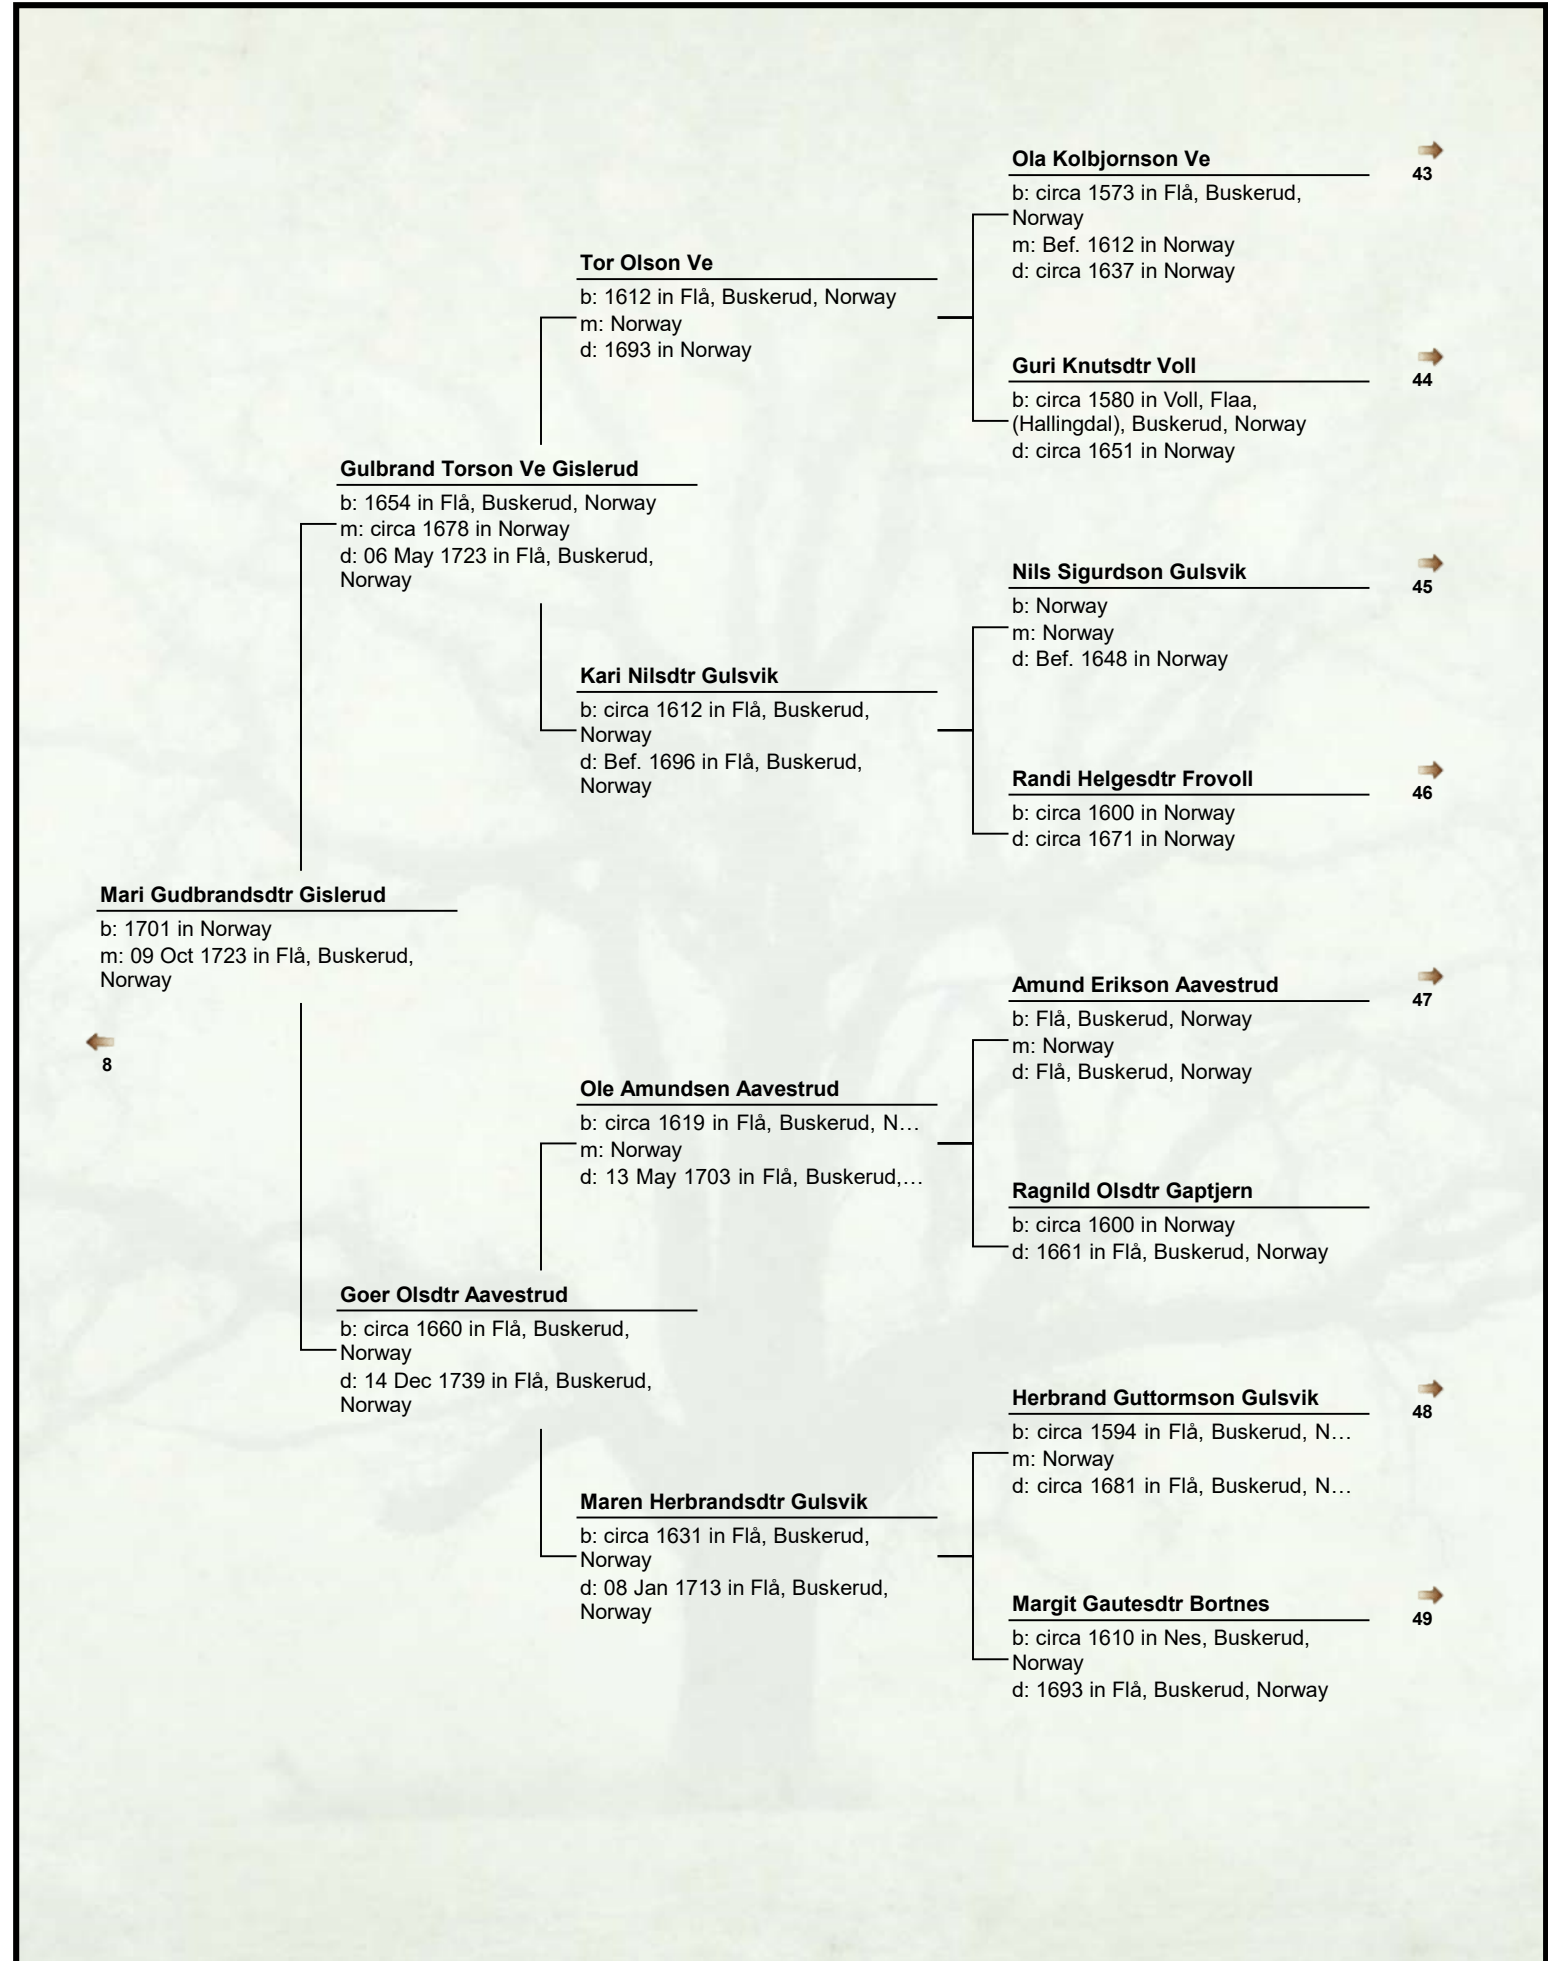 Ola Kolbjornson Ve
b: circa 1573 in Flå, Buskerud,
Norway
m: Bef. 1612 in Norway
d: circa 1637 in Norway
43
Tor Olson Ve
b: 1612 in Flå, Buskerud, Norway
m: Norway
d: 1693 in Norway
Guri Knutsdtr Voll
b: circa 1580 in Voll, Flaa,
(Hallingdal), Buskerud, Norway
d: circa 1651 in Norway
44
Gulbrand Torson Ve Gislerud
b: 1654 in Flå, Buskerud, Norway
m: circa 1678 in Norway
d: 06 May 1723 in Flå, Buskerud,
Norway
Nils Sigurdson Gulsvik
b: Norway
m: Norway
d: Bef. 1648 in Norway
45
Kari Nilsdtr Gulsvik
b: circa 1612 in Flå, Buskerud,
Norway
d: Bef. 1696 in Flå, Buskerud,
Norway
Randi Helgesdtr Frovoll
b: circa 1600 in Norway
d: circa 1671 in Norway
46
Mari Gudbrandsdtr Gislerud
b: 1701 in Norway
m: 09 Oct 1723 in Flå, Buskerud,
Norway
8
Amund Erikson Aavestrud
b: Flå, Buskerud, Norway
m: Norway
d: Flå, Buskerud, Norway
47
Ole Amundsen Aavestrud
b: circa 1619 in Flå, Buskerud, N…
m: Norway
d: 13 May 1703 in Flå, Buskerud,…
Ragnild Olsdtr Gaptjern
b: circa 1600 in Norway
d: 1661 in Flå, Buskerud, Norway
Goer Olsdtr Aavestrud
b: circa 1660 in Flå, Buskerud,
Norway
d: 14 Dec 1739 in Flå, Buskerud,
Norway
Herbrand Guttormson Gulsvik
b: circa 1594 in Flå, Buskerud, N…
m: Norway
d: circa 1681 in Flå, Buskerud, N…
48
Maren Herbrandsdtr Gulsvik
b: circa 1631 in Flå, Buskerud,
Norway
d: 08 Jan 1713 in Flå, Buskerud,
Norway
Margit Gautesdtr Bortnes
b: circa 1610 in Nes, Buskerud,
Norway
d: 1693 in Flå, Buskerud, Norway
49